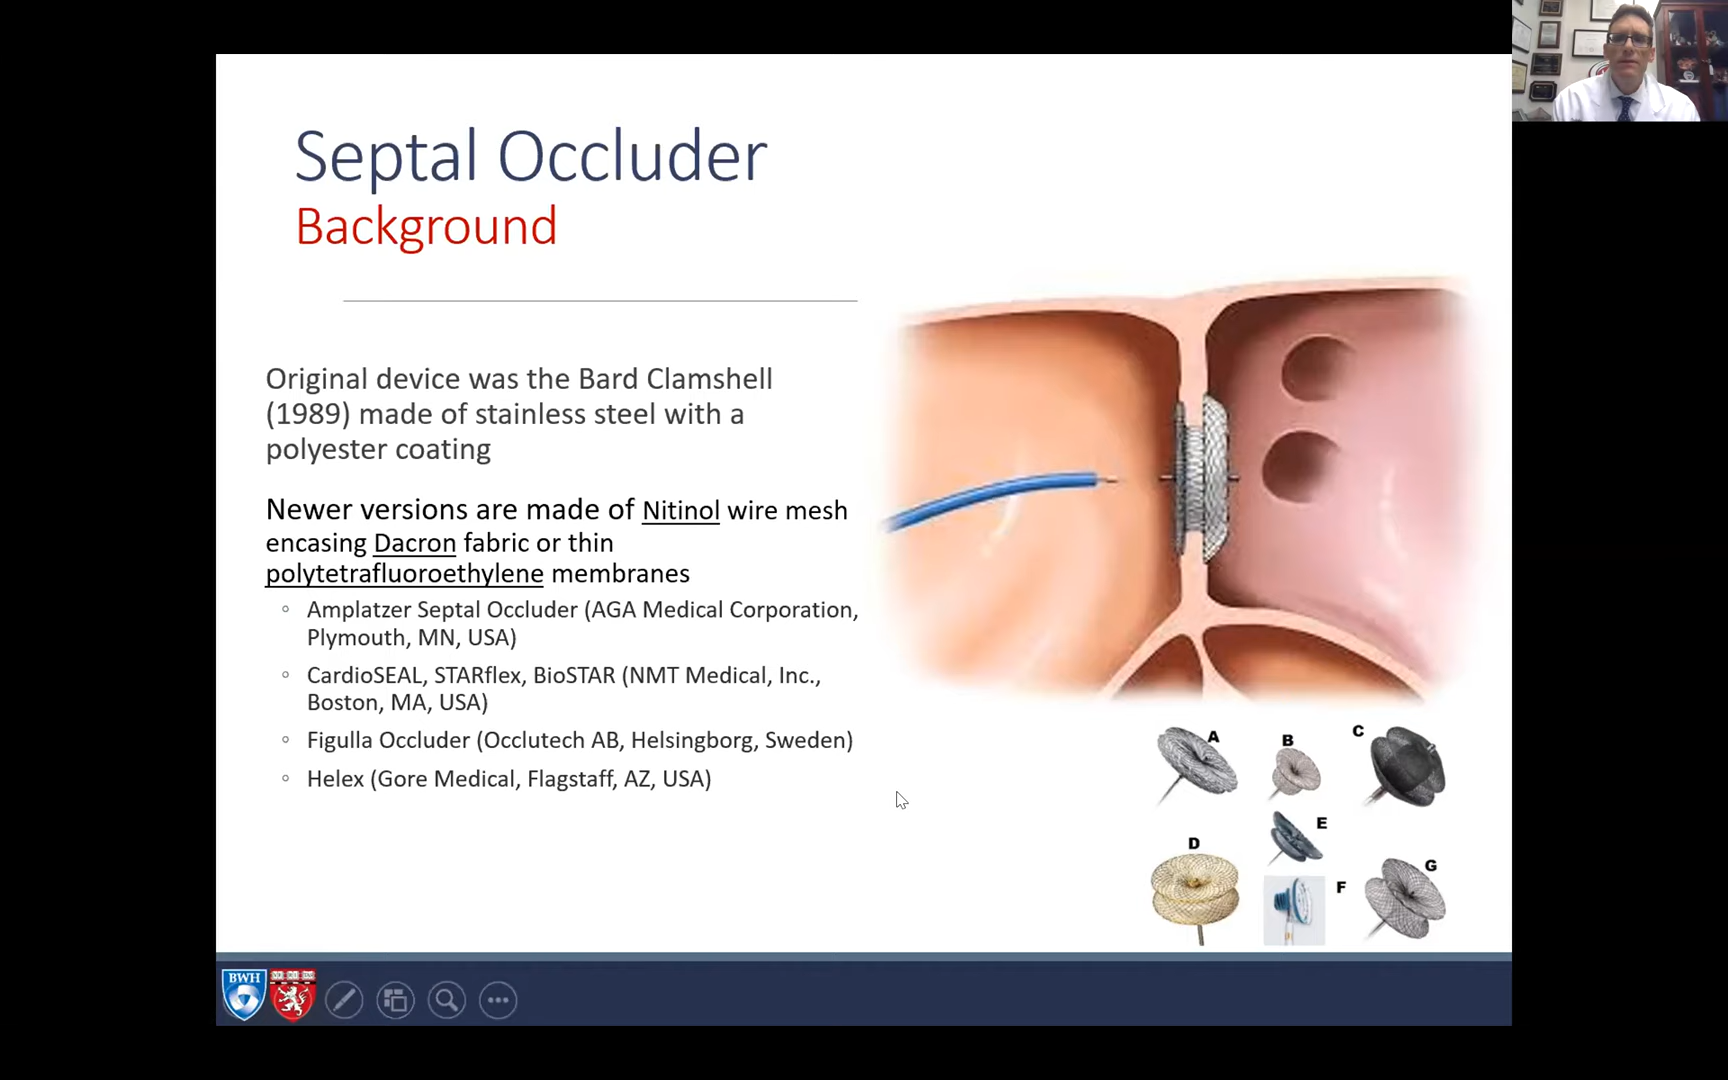 Septal Occluder
Background
Original device was the Bard Clamshell
(1989) made of stainless steel with a
polyester coating
Newer versions are made of Nitinol wire mesh
encasing Dacron fabric or thin
polytetrafluoroethylene membranes
◦ Amplatzer Septal Occluder (AGA Medical Corporation,
Plymouth, MN, USA)
◦ CardioSEAL, STARflex, BioSTAR (NMT Medical, Inc.,
Boston, MA, USA)
◦ Figulla Occluder (Occlutech AB, Helsingborg, Sweden)
◦ Helex (Gore Medical, Flagstaff, AZ, USA)
A
B
C
D
E
F
G
BWH